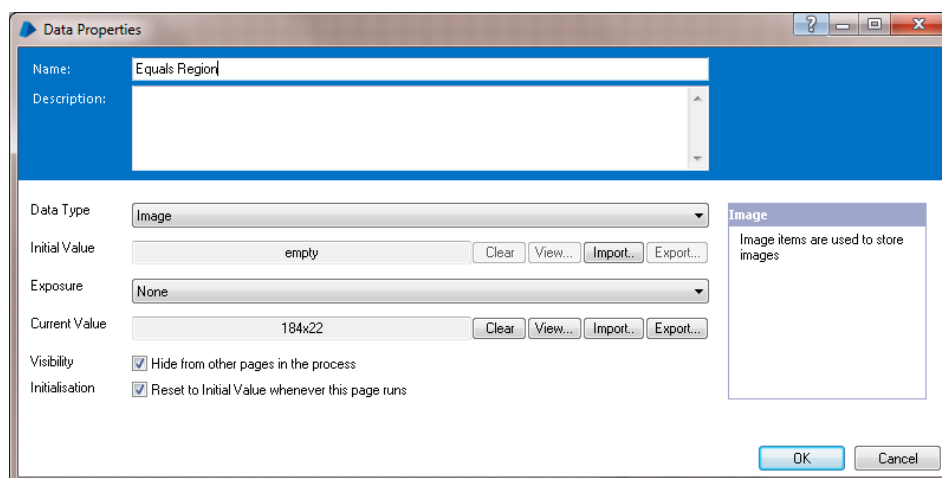 Data Properties
Name: Equals Region
Description:
Data Type Image
Initial Value empty Clear View... Import.. Export...
Exposure None
Current Value 184x22 Clear View... Import.. Export...
Visibility Hide from other pages in the process
Initialisation Reset to Initial Value whenever this page runs
Image
Image items are used to store
images
OK Cancel